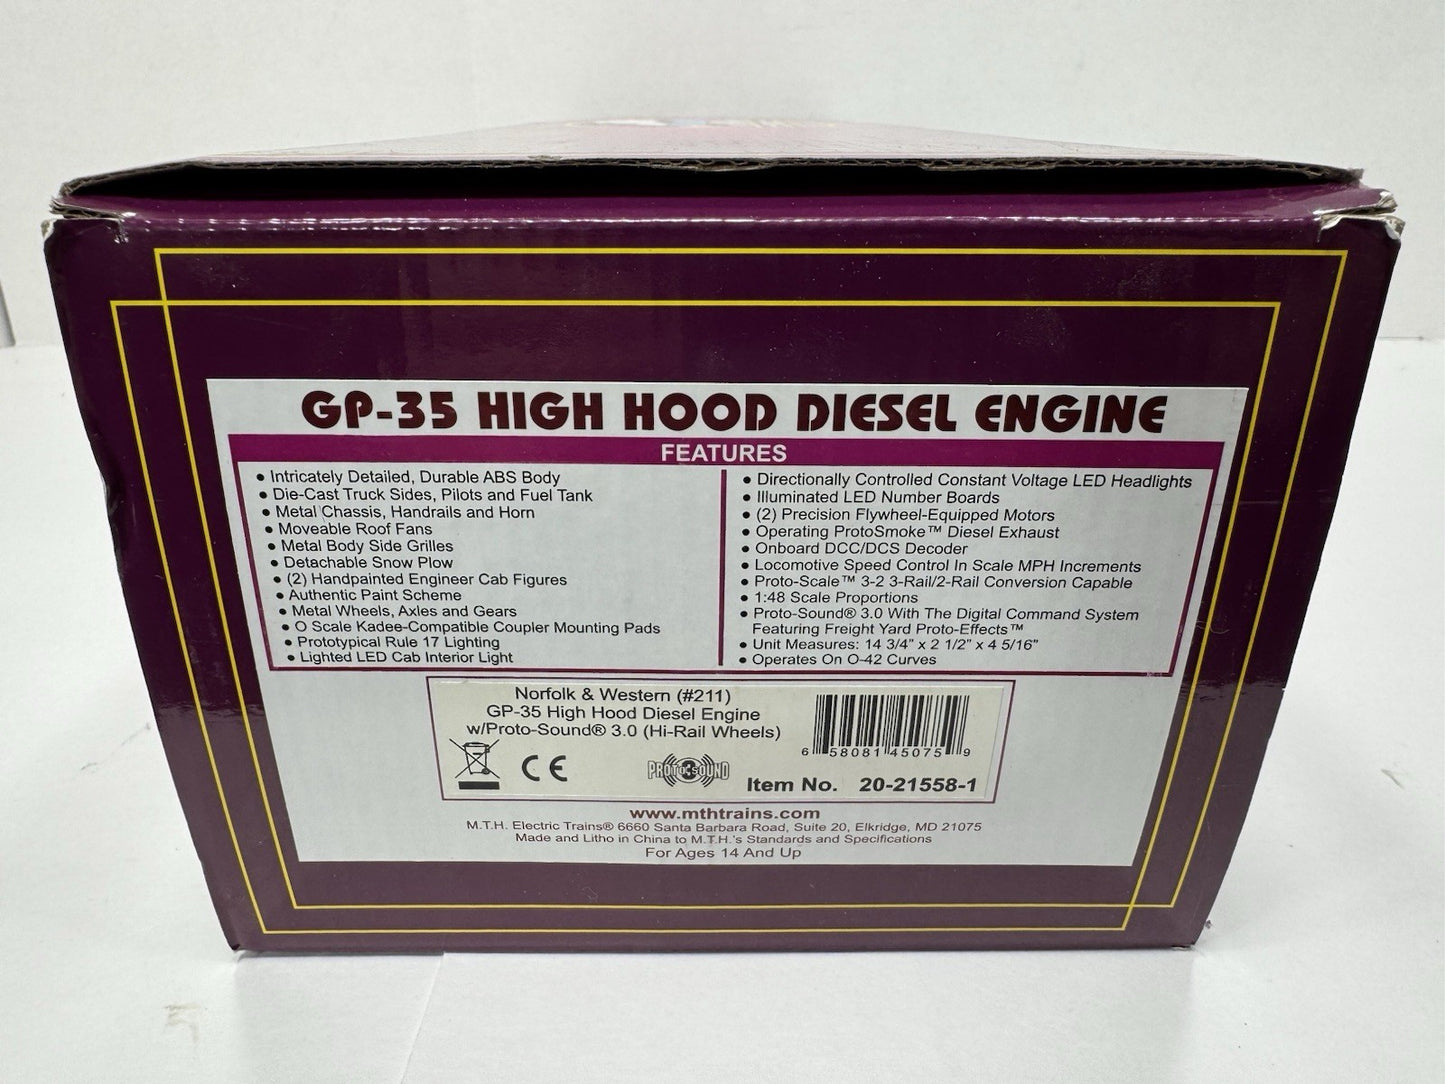 GP-35 HIGH HOOD DIESEL ENGINE
FEATURES
• Intricately Detailed, Durable ABS Body
• Die-Cast Truck Sides, Pilots and Fuel Tank
• Metal Chassis, Handrails and Horn
• Moveable Roof Fans
• Metal Body Side Grilles
• Detachable Snow Plow
• (2) Handpainted Engineer Cab Figures
• Authentic Paint Scheme
• Metal Wheels, Axles and Gears
• O Scale Kadee-Compatible Coupler Mounting Pads
• Prototypical Rule 17 Lighting
• Lighted LED Cab Interior Light
• Directionally Controlled Constant Voltage LED Headlights
• Illuminated LED Number Boards
• (2) Precision Flywheel-Equipped Motors
• Operating ProtoSmoke™ Diesel Exhaust
• Onboard DCC/DCS Decoder
• Locomotive Speed Control In Scale MPH Increments
• Proto-Scale™ 3-2 3-Rail/2-Rail Conversion Capable
• 1:48 Scale Proportions
• Proto-Sound® 3.0 With The Digital Command System
Featuring Freight Yard Proto-Effects™
• Unit Measures: 14 3/4" x 2 1/2" x 4 5/16"
• Operates On O-42 Curves
Norfolk & Western (#211)
GP-35 High Hood Diesel Engine
w/Proto-Sound® 3.0 (Hi-Rail Wheels)
6 58081 45075 9
CE
PROTO 3 SOUND
Item No. 20-21558-1
www.mthtrains.com
M.T.H. Electric Trains® 6660 Santa Barbara Road, Suite 20, Elkridge, MD 21075
Made and Litho in China to M.T.H.'s Standards and Specifications
For Ages 14 And Up